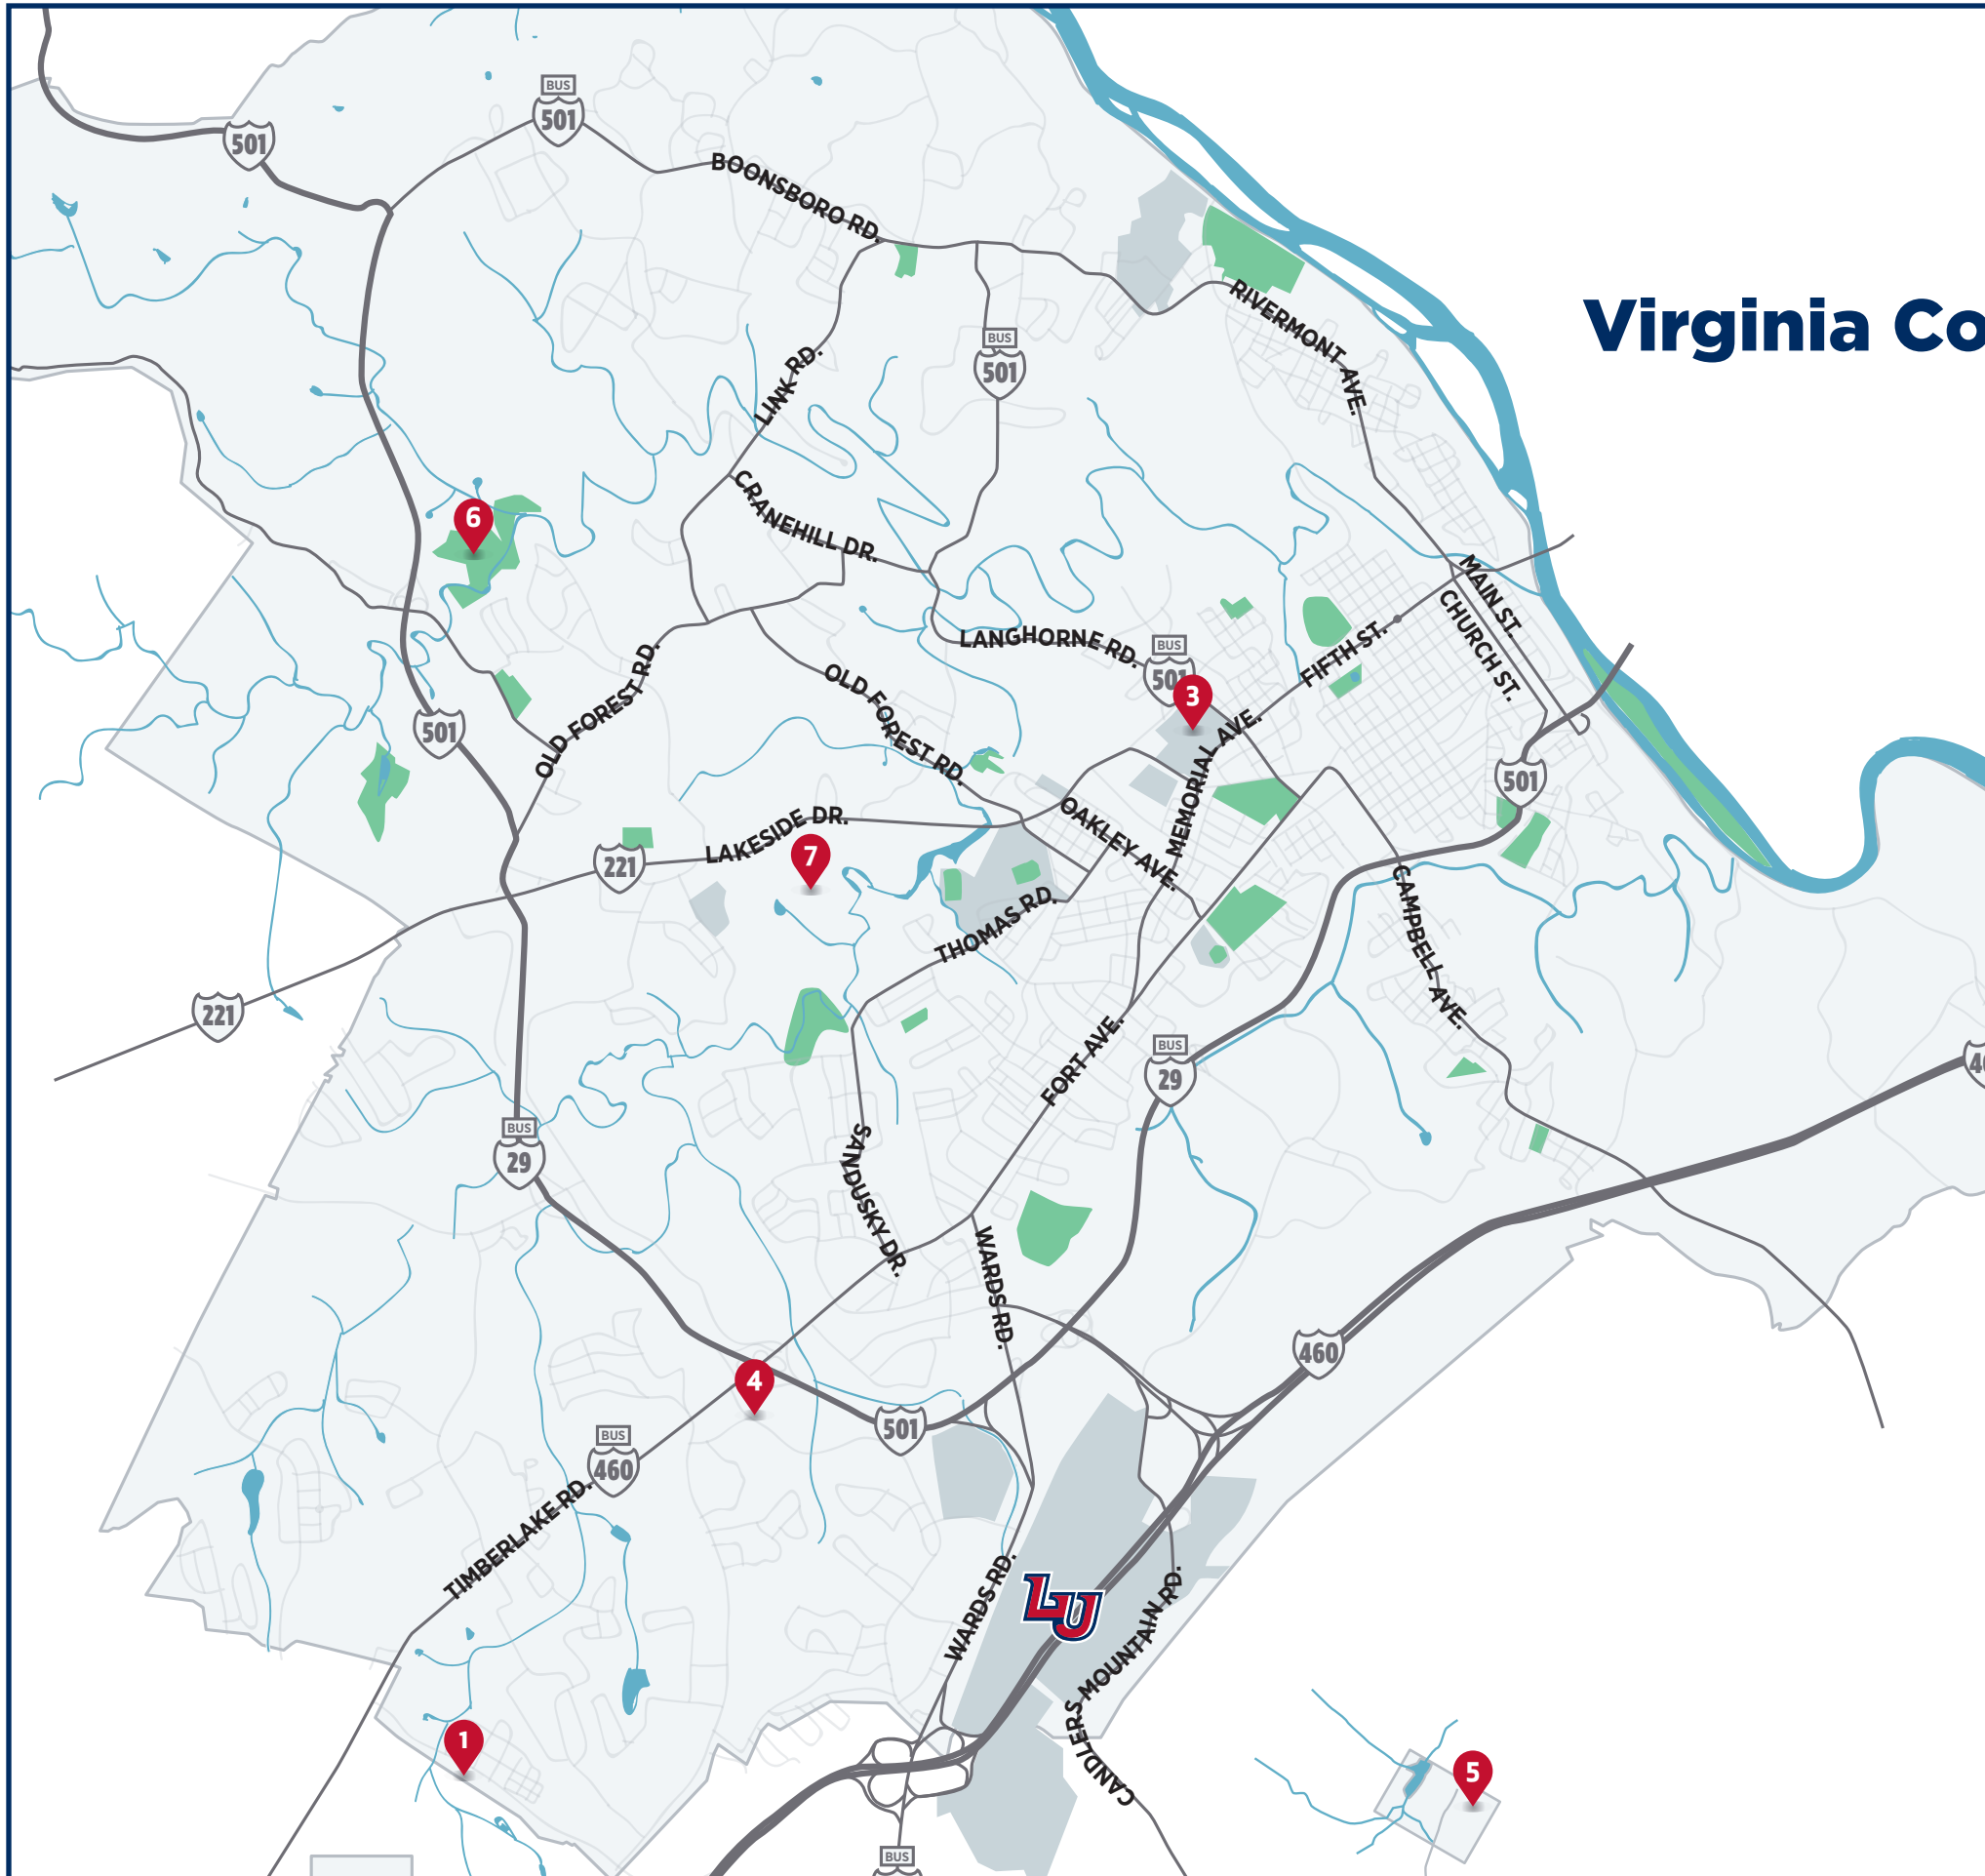 BUS
501
501
BOONSBORO RD.
RIVERMONT AVE.
Virginia Co
BUS
501
LINK RD.
CRANEHILL DR.
6
MAIN ST.
CHURCH ST.
LANGHORNE RD.
BUS
501
3
FIFTH ST.
OLD FOREST RD.
OLD FOREST RD.
501
MEMORIAL AVE.
501
LAKESIDE DR.
OAKLEY AVE.
7
221
CAMPBELL AVE.
THOMAS RD.
221
FORT AVE.
BUS
29
BUS
29
SANDUSKY DR.
WARDS RD.
460
4
501
BUS
460
TIMBERLAKE RD.
WARDS RD.
LU
CANDLERS MOUNTAIN RD.
1
5
BUS